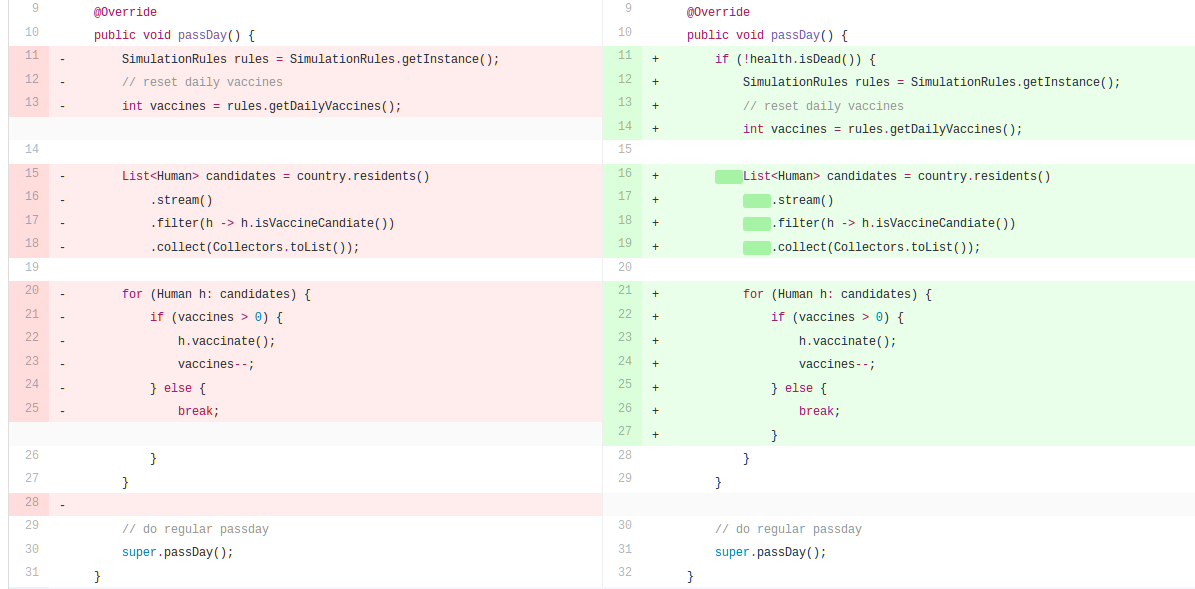 9     @Override
10     public void passDay() {
11 -         SimulationRules rules = SimulationRules.getInstance();
12 -         // reset daily vaccines
13 -         int vaccines = rules.getDailyVaccines();
14
15 -         List<Human> candidates = country.residents()
16 -             .stream()
17 -             .filter(h -> h.isVaccineCandiate())
18 -             .collect(Collectors.toList());
19
20 -         for (Human h: candidates) {
21 -             if (vaccines > 0) {
22 -                 h.vaccinate();
23 -                 vaccines--;
24 -             } else {
25 -                 break;
26             }
27         }
28 -
29         // do regular passday
30         super.passDay();
31     }
9     @Override
10     public void passDay() {
11 +         if (!health.isDead()) {
12 +             SimulationRules rules = SimulationRules.getInstance();
13 +             // reset daily vaccines
14 +             int vaccines = rules.getDailyVaccines();
15
16 +             List<Human> candidates = country.residents()
17 +                 .stream()
18 +                 .filter(h -> h.isVaccineCandiate())
19 +                 .collect(Collectors.toList());
20
21 +             for (Human h: candidates) {
22 +                 if (vaccines > 0) {
23 +                     h.vaccinate();
24 +                     vaccines--;
25 +                 } else {
26 +                     break;
27 +                 }
28             }
29         }
30         // do regular passday
31         super.passDay();
32     }